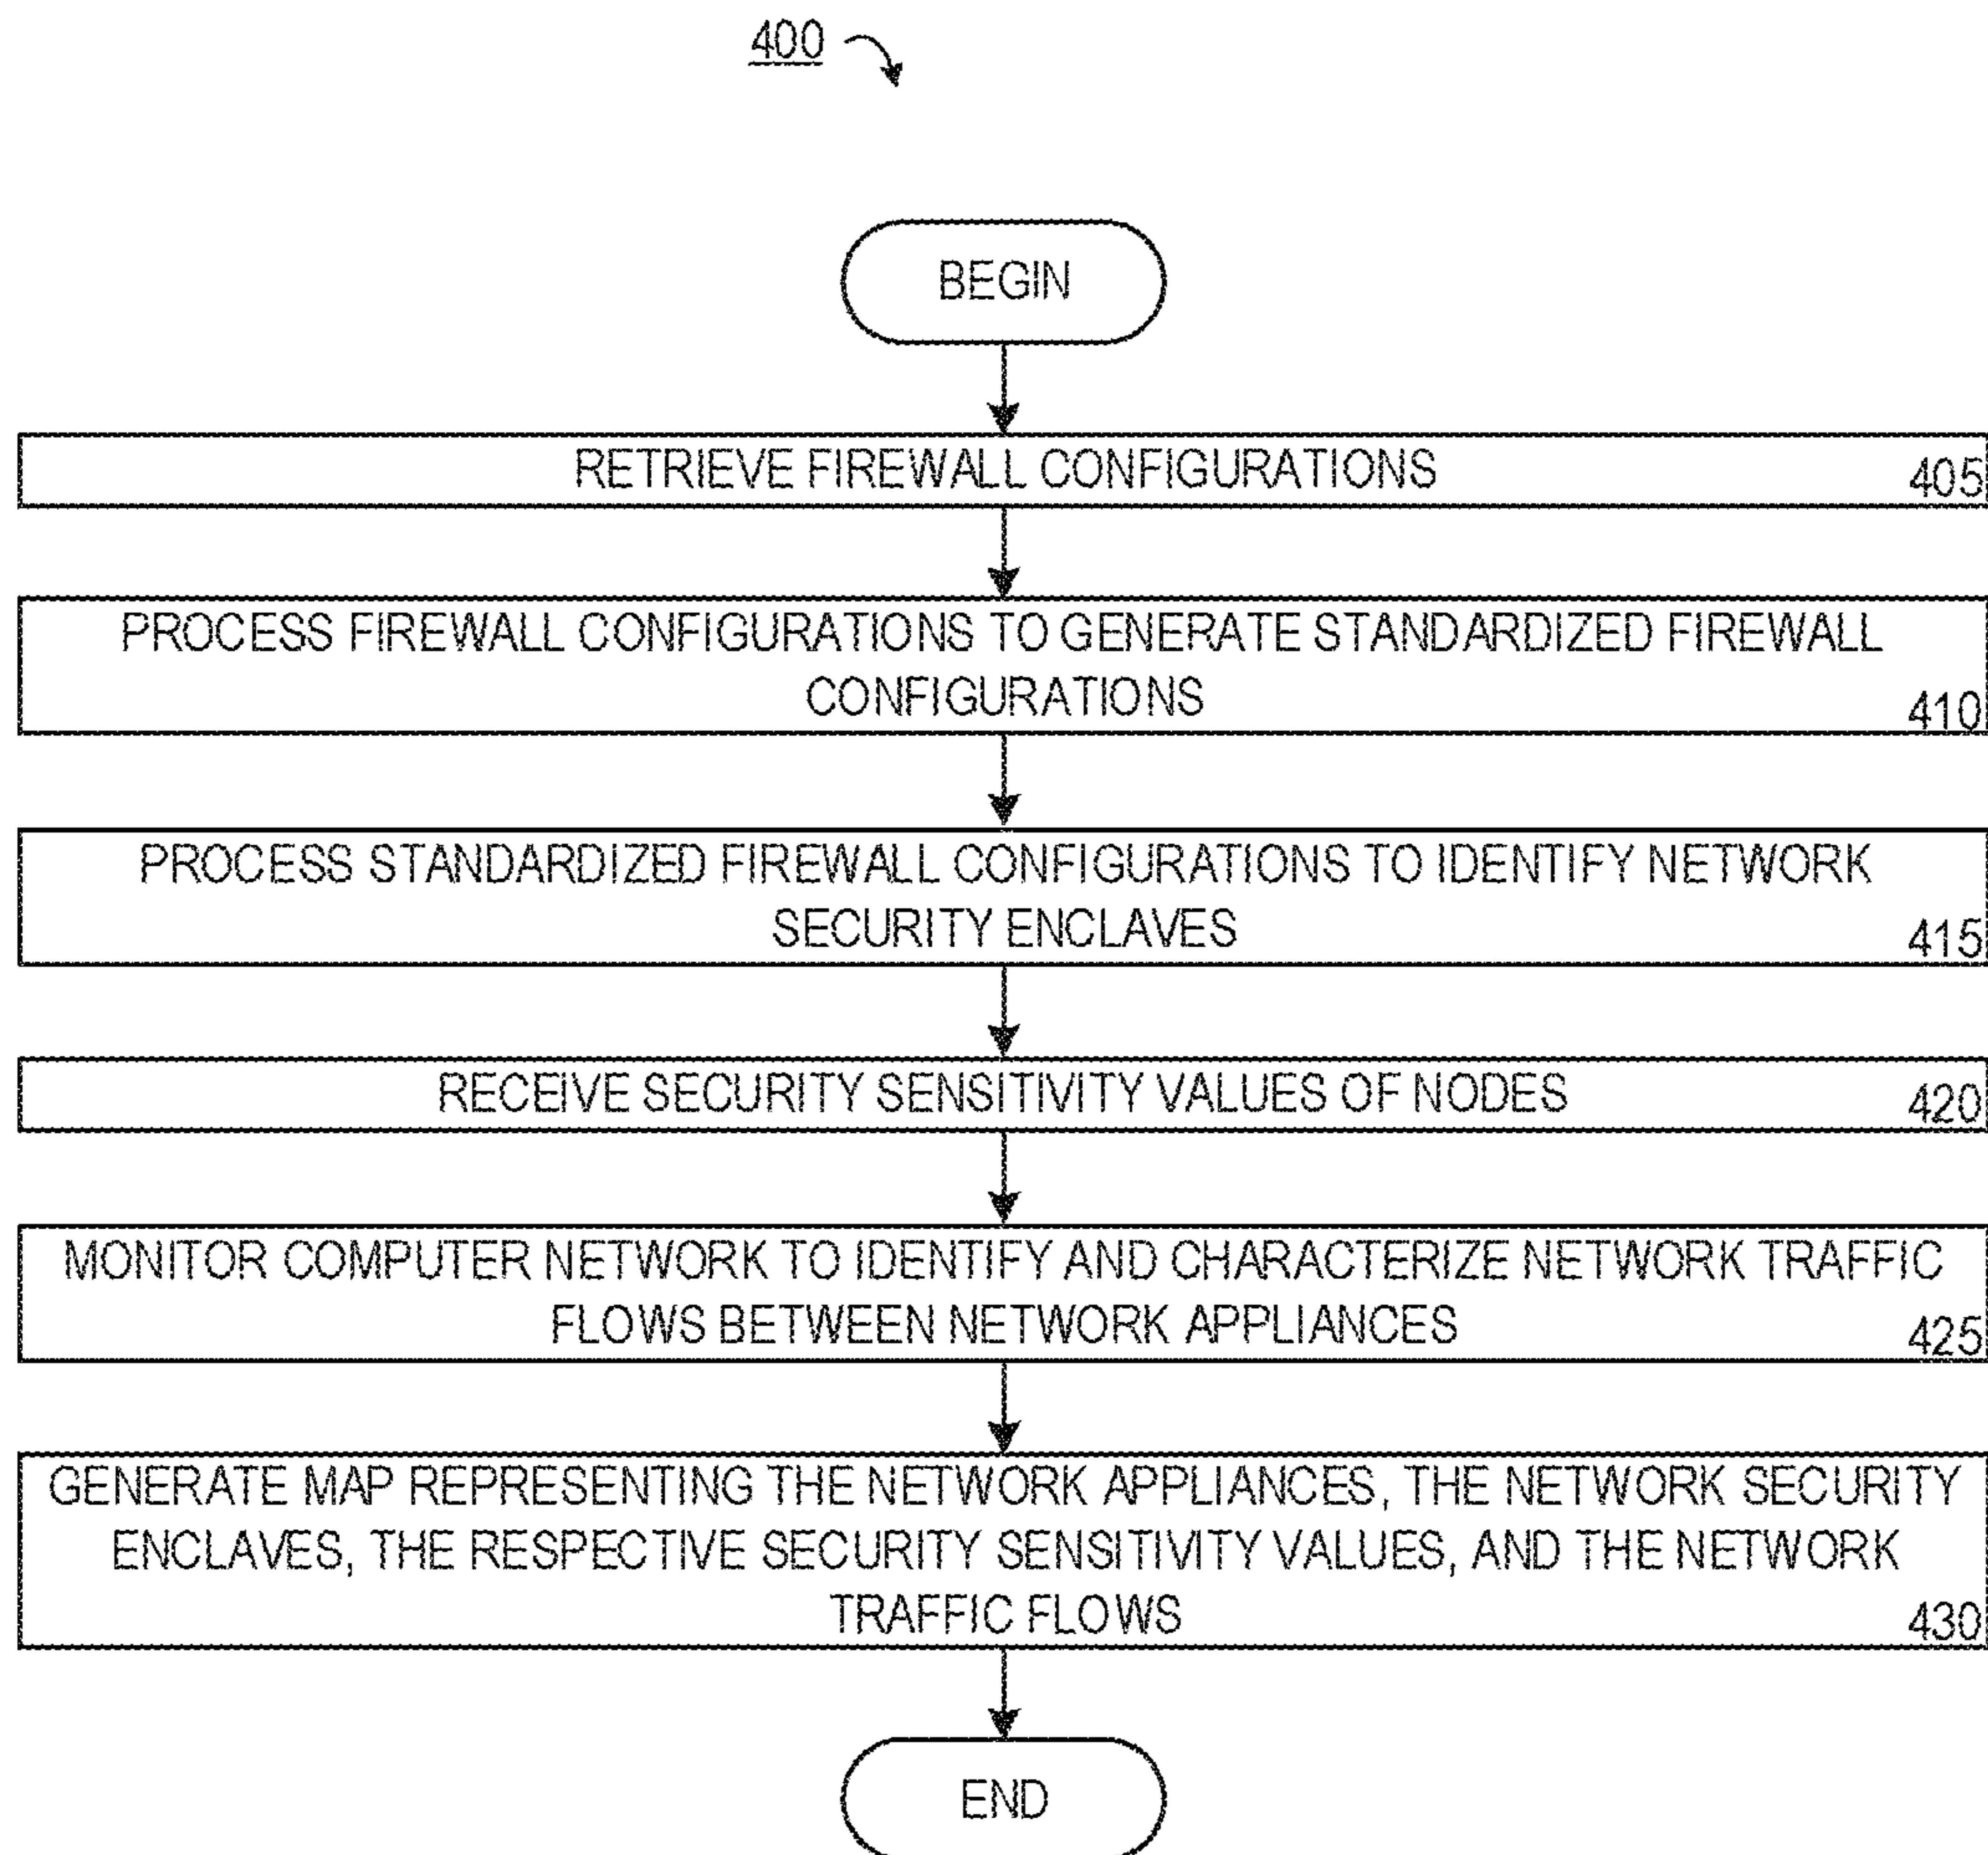 400
BEGIN
RETRIEVE FIREWALL CONFIGURATIONS
405
PROCESS FIREWALL CONFIGURATIONS TO GENERATE STANDARDIZED FIREWALL
CONFIGURATIONS
410
PROCESS STANDARDIZED FIREWALL CONFIGURATIONS TO IDENTIFY NETWORK
SECURITY ENCLAVES
415
RECEIVE SECURITY SENSITIVITY VALUES OF NODES
420
MONITOR COMPUTER NETWORK TO IDENTIFY AND CHARACTERIZE NETWORK TRAFFIC
FLOWS BETWEEN NETWORK APPLIANCES
425
GENERATE MAP REPRESENTING THE NETWORK APPLIANCES, THE NETWORK SECURITY
ENCLAVES, THE RESPECTIVE SECURITY SENSITIVITY VALUES, AND THE NETWORK
TRAFFIC FLOWS
430
END